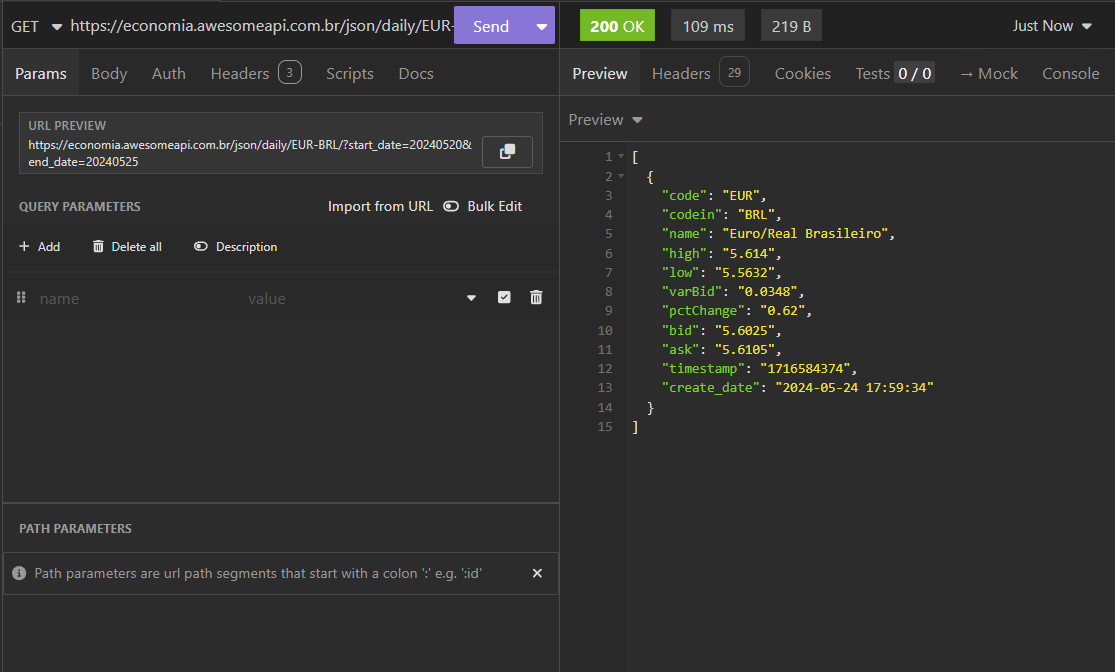 GET https://economia.awesomeapi.com.br/json/daily/EUR- Send
Params Body Auth Headers 3 Scripts Docs
URL PREVIEW
https://economia.awesomeapi.com.br/json/daily/EUR-BRL/?start_date=20240520&
end_date=20240525
QUERY PARAMETERS Import from URL Bulk Edit
+ Add Delete all Description
name value
PATH PARAMETERS
Path parameters are url path segments that start with a colon ':' e.g. ':id'
200 OK 109 ms 219 B Just Now
Preview Headers 29 Cookies Tests 0 / 0 → Mock Console
Preview
1 [
2 {
3 "code": "EUR",
4 "codein": "BRL",
5 "name": "Euro/Real Brasileiro",
6 "high": "5.614",
7 "low": "5.5632",
8 "varBid": "0.0348",
9 "pctChange": "0.62",
10 "bid": "5.6025",
11 "ask": "5.6105",
12 "timestamp": "1716584374",
13 "create_date": "2024-05-24 17:59:34"
14 }
15 ]